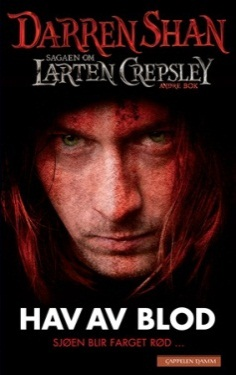 DARREN SHAN
SAGAEN OM
LARTEN CREPSLEY
ANDRE BOK
HAV AV BLOD
SJØEN BLIR FARGET RØD ...
CAPPELEN DAMM